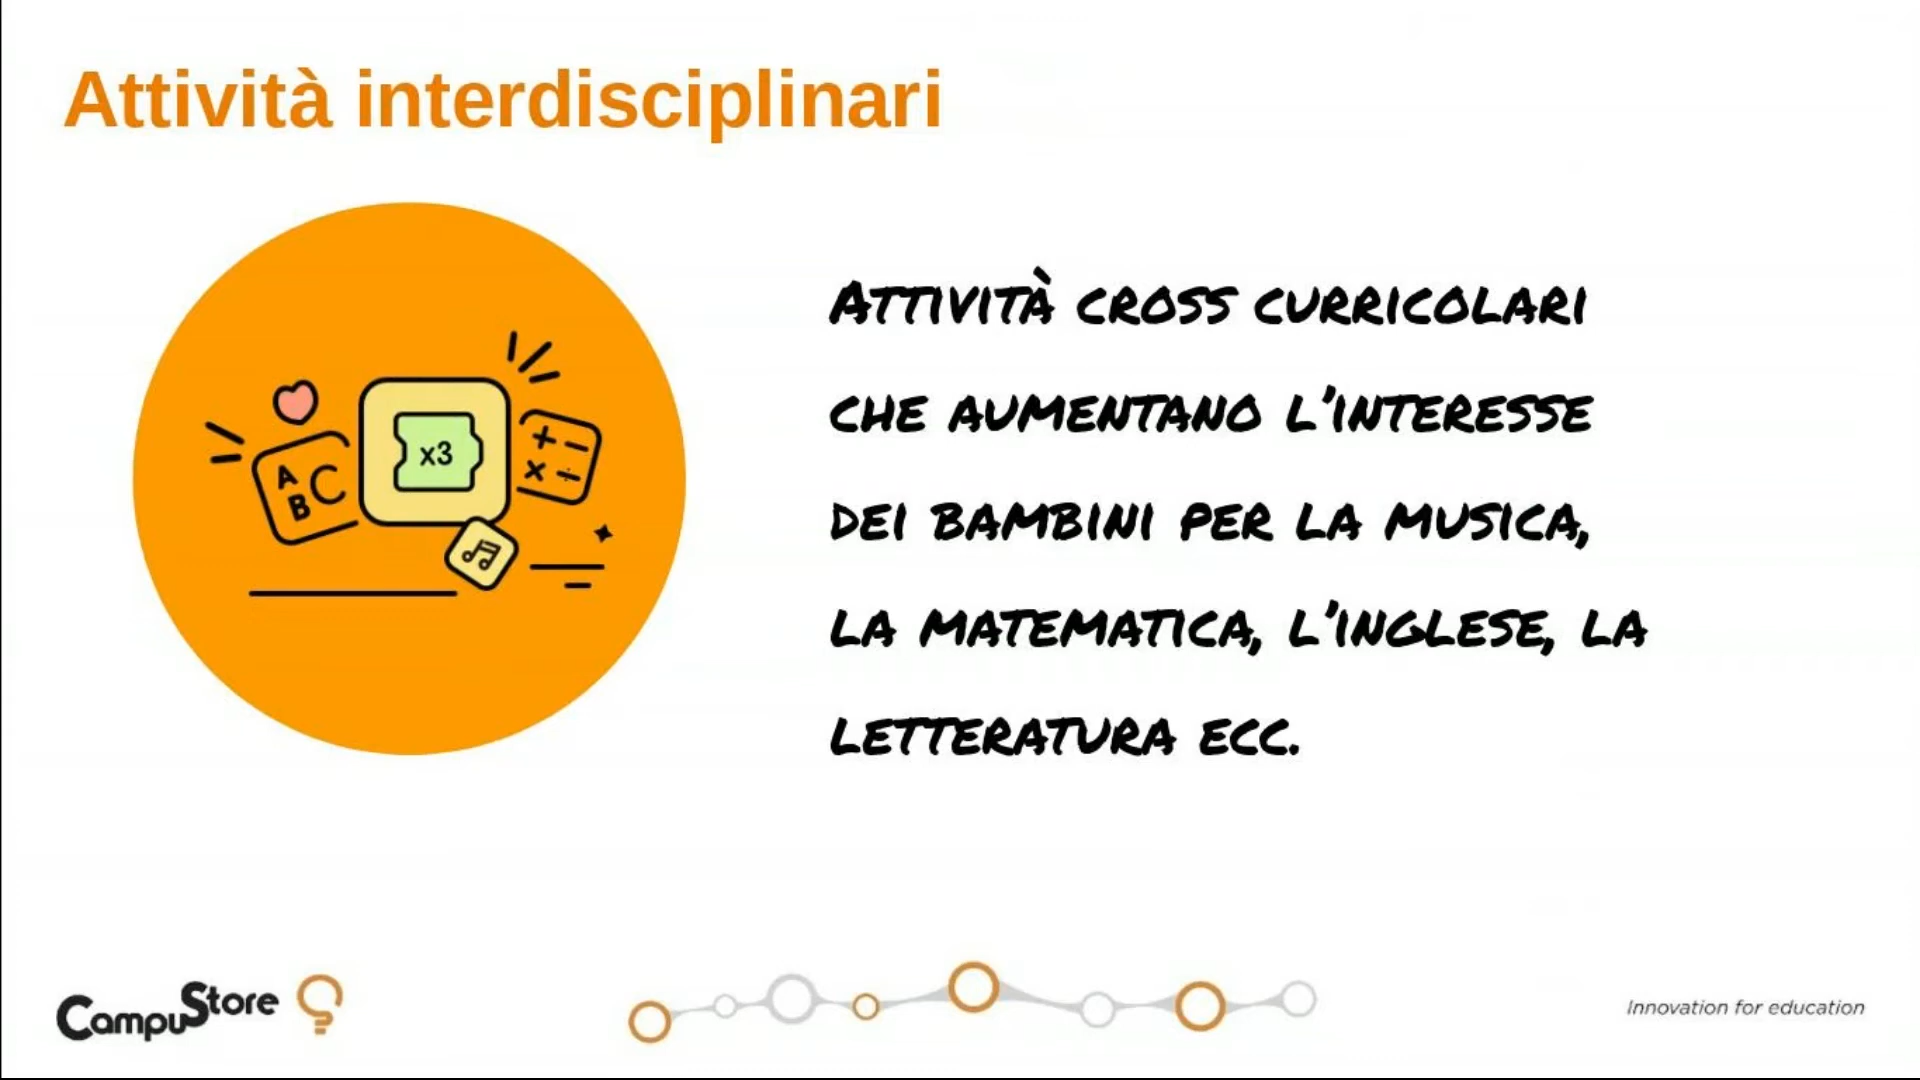 Attività interdisciplinari
Attività cross curricolari
che aumentano l'interesse
dei bambini per la musica,
la matematica, l'inglese, la
letteratura ecc.
x3
A
B C
+ −
× ÷
CampuStore
Innovation for education